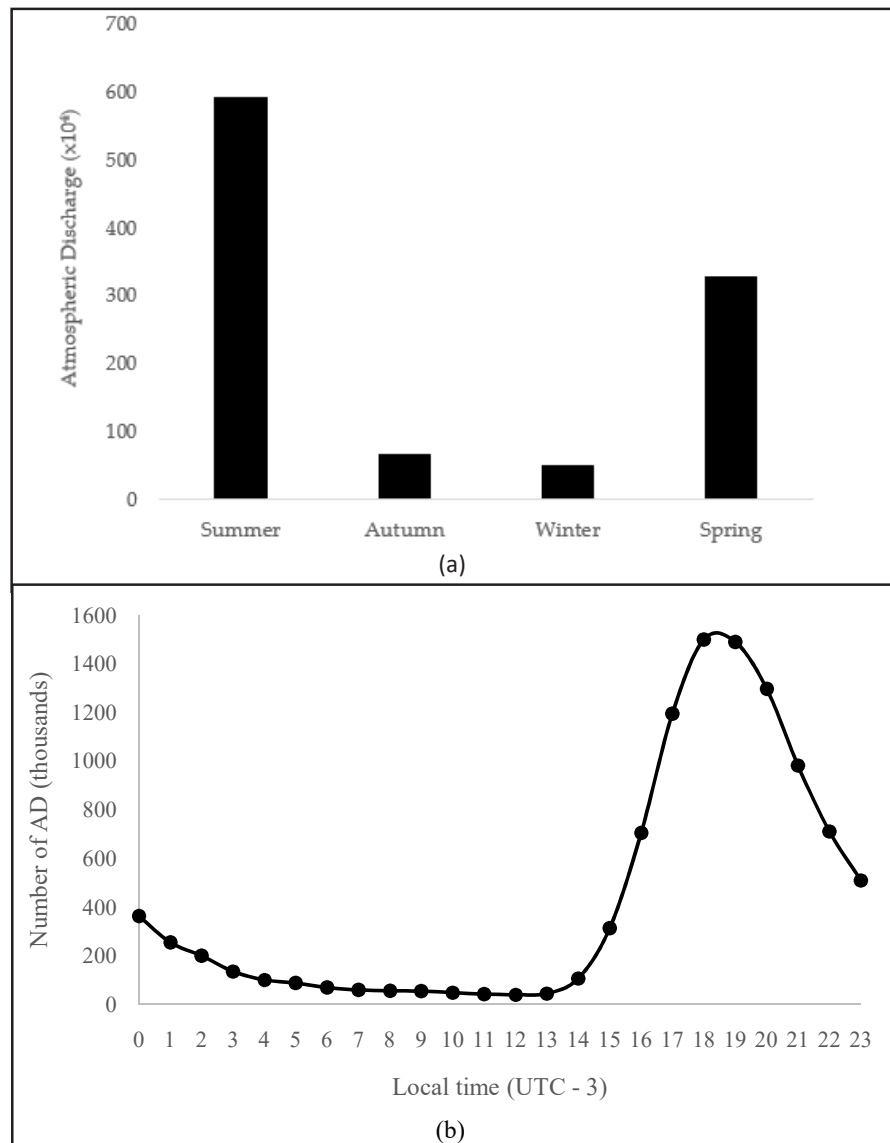 700
600
500
400
300
200
100
0
Atmospheric Discharge (x10⁴)
Summer Autumn Winter Spring
(a)
1600
1400
1200
1000
800
600
400
200
0
Number of AD (thousands)
0 1 2 3 4 5 6 7 8 9 10 11 12 13 14 15 16 17 18 19 20 21 22 23
Local time (UTC - 3)
(b)